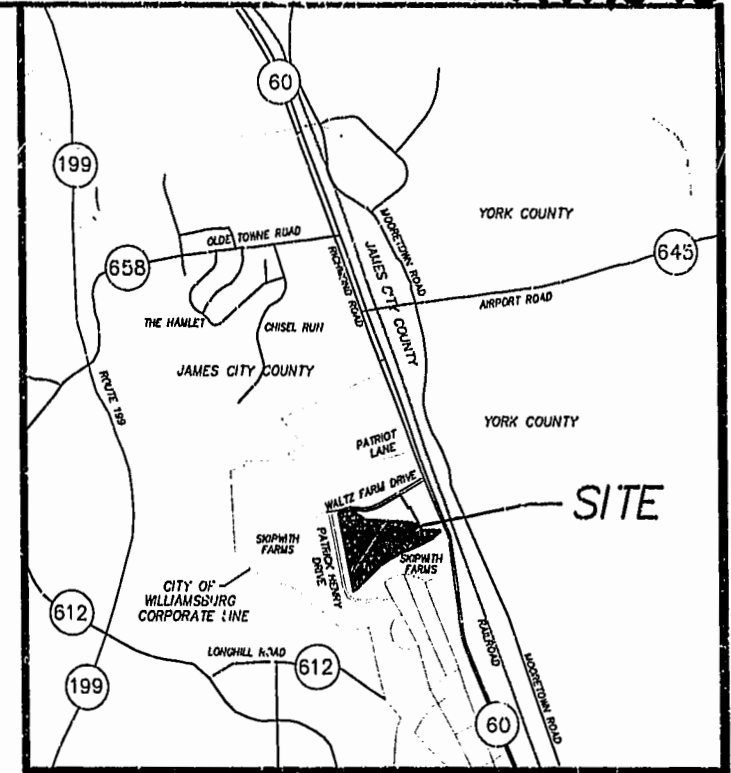 60
199
YORK COUNTY
OLDE TOWNE ROAD
MOORETOWN ROAD
645
658
RICHMOND ROAD
JAMES CITY COUNTY
AIRPORT ROAD
THE HAMLET
CHISEL RUN
JAMES CITY COUNTY
ROUTE 199
YORK COUNTY
PATRIOT
LANE
WALTZ FARM DRIVE
SITE
SKIPWITH
FARMS
PATRICK HENRY
DRIVE
SKIPWITH
FARMS
CITY OF
WILLIAMSBURG
CORPORATE LINE
612
LONGHILL ROAD
612
RAILROAD
MOORETOWN ROAD
199
60